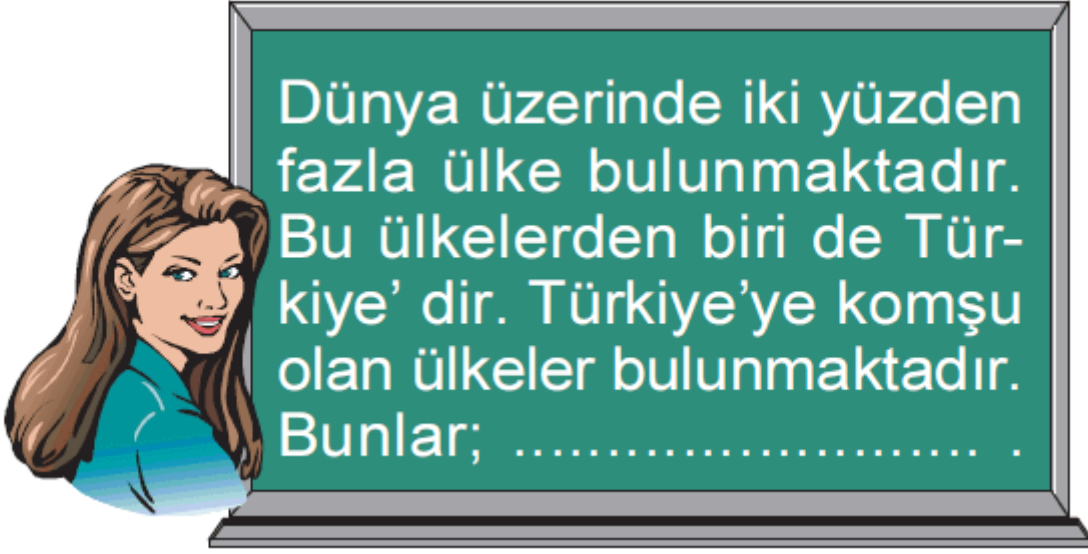 Dünya üzerinde iki yüzden
fazla ülke bulunmaktadır.
Bu ülkelerden biri de Tür-
kiye’ dir. Türkiye’ye komşu
olan ülkeler bulunmaktadır.
Bunlar; ......................... .